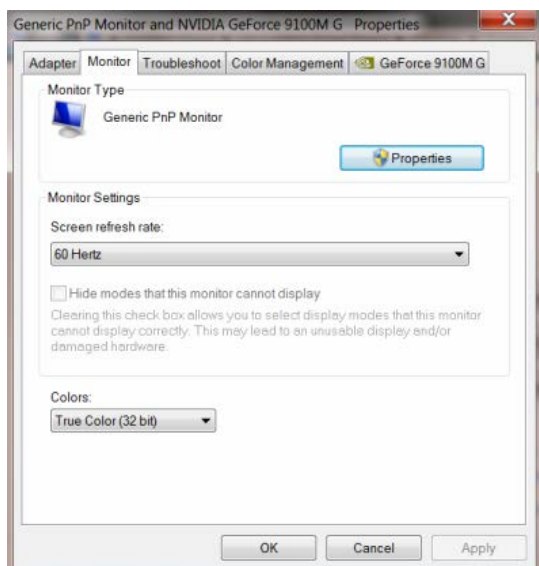 Generic PnP Monitor and NVIDIA GeForce 9100M G Properties
Adapter Monitor Troubleshoot Color Management GeForce 9100M G
Monitor Type
Generic PnP Monitor
Properties
Monitor Settings
Screen refresh rate:
60 Hertz
Hide modes that this monitor cannot display
Clearing this check box allows you to select display modes that this monitor
cannot display correctly. This may lead to an unusable display and/or
damaged hardware.
Colors:
True Color (32 bit)
OK Cancel Apply